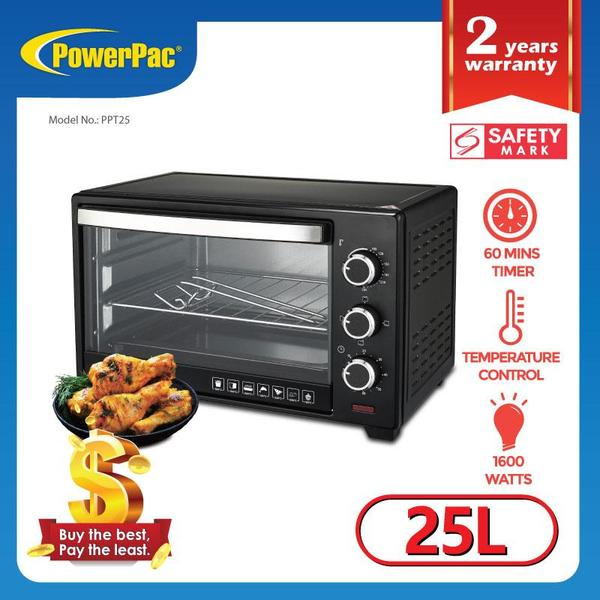 PowerPac®
2 years
warranty
Model No.: PPT25
SAFETY
MARK
60 MINS
TIMER
TEMPERATURE
CONTROL
1600
WATTS
25L
Buy the best,
Pay the least.